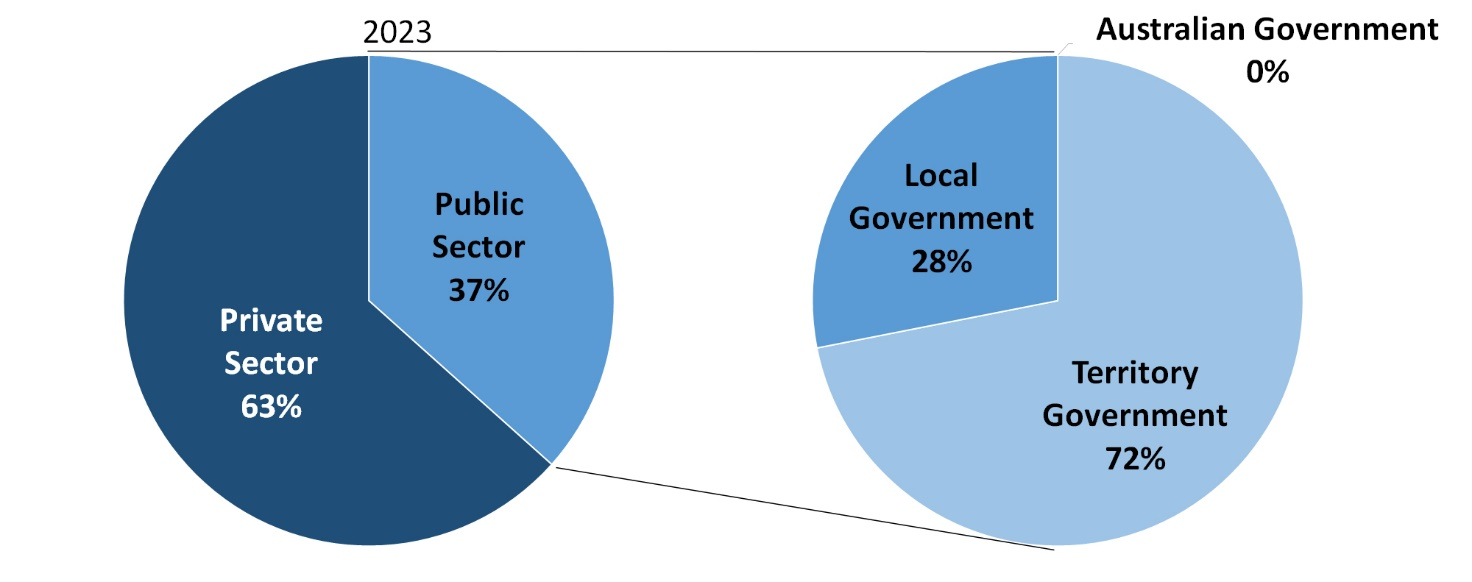 2023
Australian Government
0%
Public
Sector
37%
Private
Sector
63%
Local
Government
28%
Territory
Government
72%